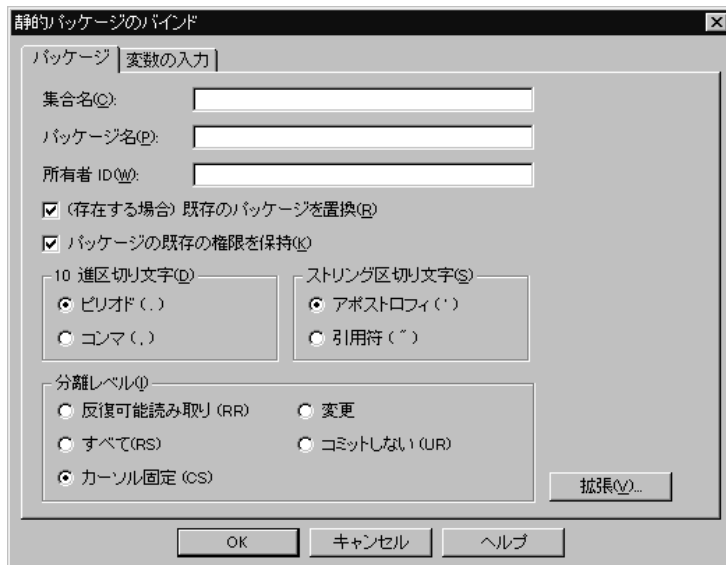 静的パッケージのバインド
パッケージ 変数の入力
集合名(C):
パッケージ名(P):
所有者 ID(W):
(存在する場合) 既存のパッケージを置換(R)
パッケージの既存の権限を保持(K)
10 進区切り文字(D)
ピリオド(.)
コンマ(,)
ストリング区切り文字(S)
アポストロフィ(')
引用符(")
分離レベル(I)
反復可能読み取り(RR)
変更
すべて(RS)
コミットしない(UR)
カーソル固定(CS)
拡張(V)...
OK キャンセル ヘルプ